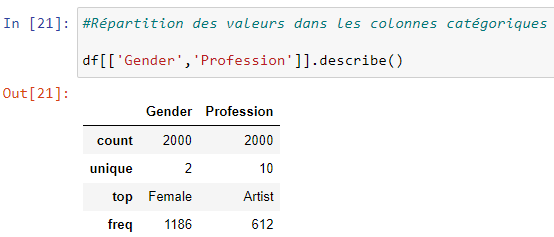 In [21]: #Répartition des valeurs dans les colonnes catégoriques
df[['Gender','Profession']].describe()
Out[21]:
Gender Profession
count 2000 2000
unique 2 10
top Female Artist
freq 1186 612